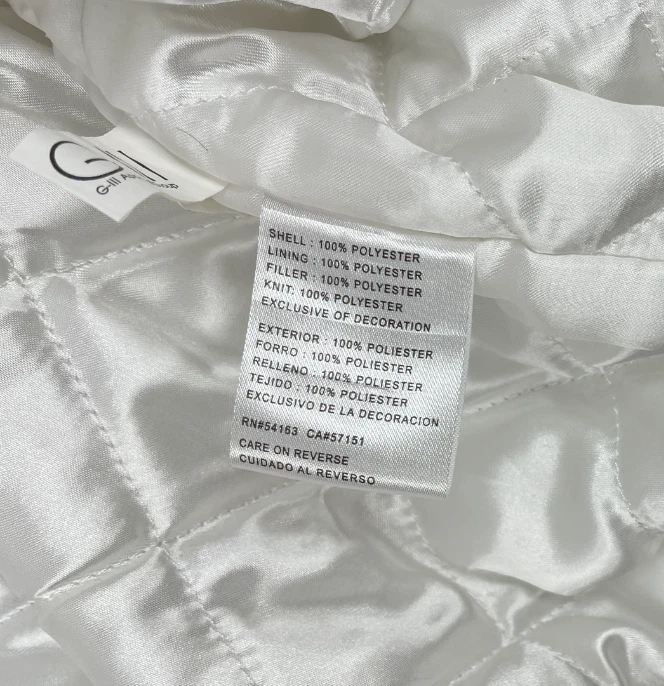 G-III
SHELL : 100% POLYESTER
LINING : 100% POLYESTER
FILLER : 100% POLYESTER
KNIT: 100% POLYESTER
EXCLUSIVE OF DECORATION
EXTERIOR : 100% POLIESTER
FORRO : 100% POLIESTER
RELLENO : 100% POLIESTER
TEJIDO : 100% POLIESTER
EXCLUSIVO DE LA DECORACION
RN#54163 CA#57151
CARE ON REVERSE
CUIDADO AL REVERSO